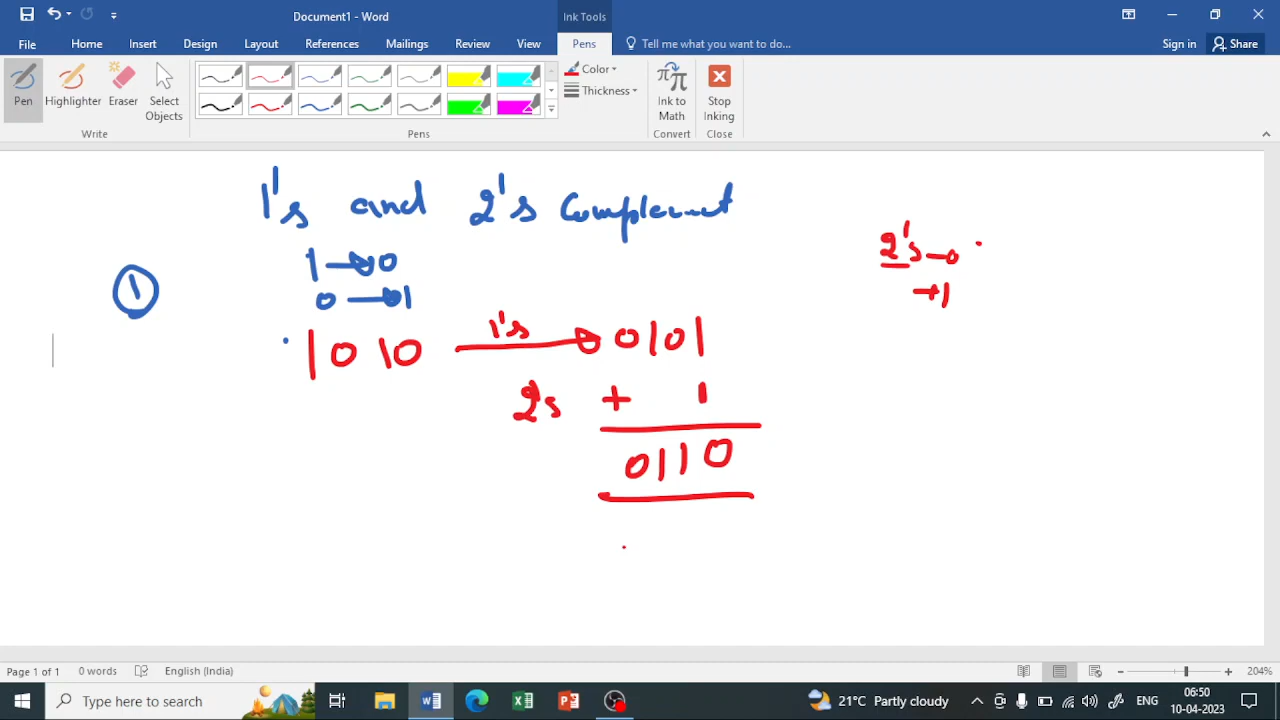 Document1 - Word
Ink Tools
File Home Insert Design Layout References Mailings Review View Pens Tell me what you want to do... Sign in Share
Pen Highlighter Eraser Select Objects
Color
Thickness
Ink to Math
Stop Inking
Write Pens Convert Close
1's and 2's Complement
1 → 0
0 → 1
1
2's → 
→ 1
1010 1's → 0101
2s + 1
0110
Page 1 of 1 0 words English (India) 204%
Type here to search
21°C Partly cloudy
ENG
06:50
10-04-2023